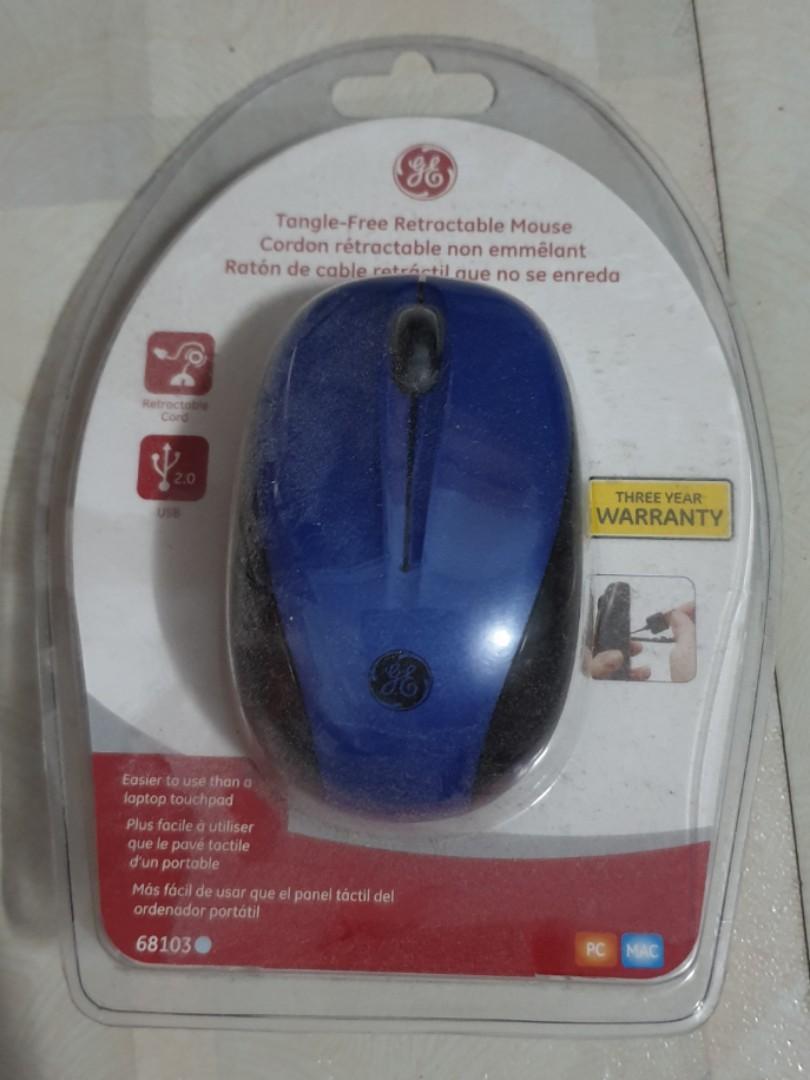 GE
Tangle-Free Retractable Mouse
Cordon rétractable non emmêlant
Ratón de cable retráctil que no se enreda
Retractable
Cord
2.0
USB
THREE YEAR
WARRANTY
GE
Easier to use than a
laptop touchpad
Plus facile à utiliser
que le pavé tactile
d'un portable
Más fácil de usar que el panel táctil del
ordenador portátil
68103
PC MAC